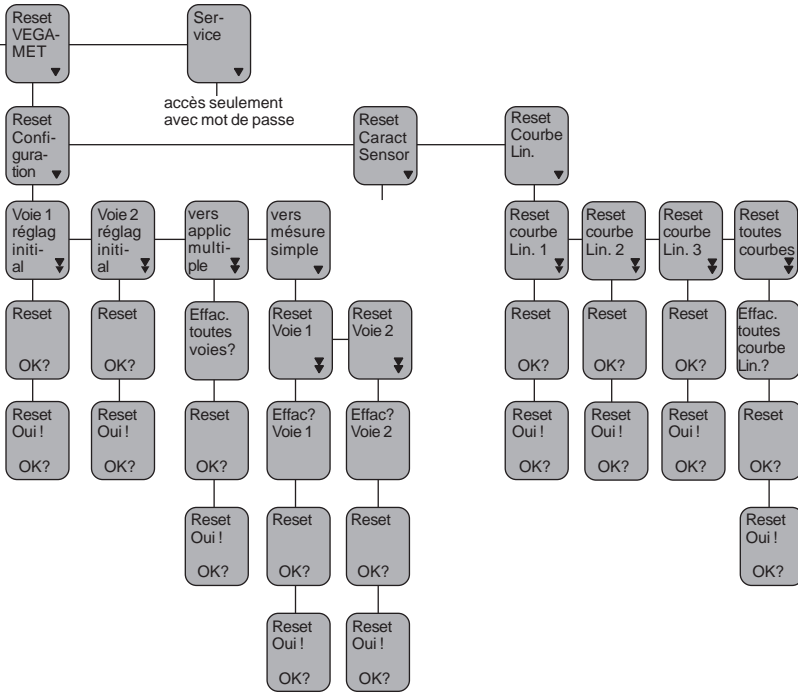 Reset
VEGA-
MET
Ser-
vice
accès seulement
avec mot de passe
Reset
Confi-
gura-
tion
Reset
Caract
Sensor
Reset
Courbe
Lin.
Voie 1
réglag
initi-
al
Voie 2
réglag
initi-
al
vers
applic
multi-
ple
vers
mésure
simple
Reset
courbe
Lin. 1
Reset
courbe
Lin. 2
Reset
courbe
Lin. 3
Reset
toutes
courbes
Reset
OK?
Reset
OK?
Effac.
toutes
voies?
Reset
Voie 1
Reset
Voie 2
Reset
OK?
Reset
OK?
Reset
OK?
Effac.
toutes
courbe
Lin.?
Reset
Oui !
OK?
Reset
Oui !
OK?
Reset
OK?
Effac?
Voie 1
Effac?
Voie 2
Reset
Oui !
OK?
Reset
Oui !
OK?
Reset
Oui !
OK?
Reset
OK?
Reset
Oui !
OK?
Reset
OK?
Reset
OK?
Reset
Oui !
OK?
Reset
Oui !
OK?
Reset
Oui !
OK?